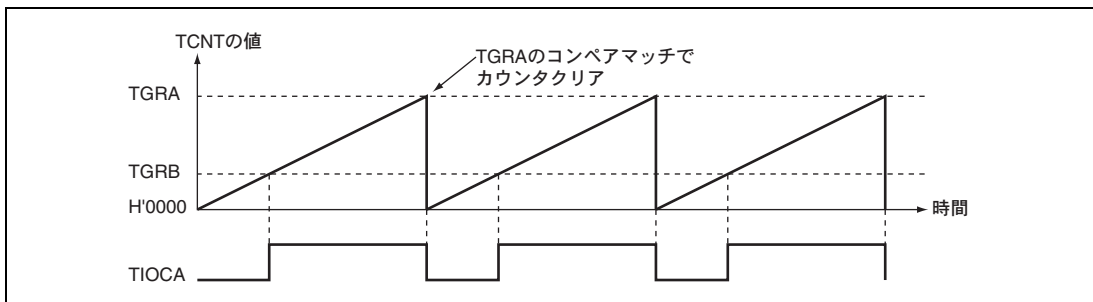 TCNTの値
TGRAのコンペアマッチで
カウンタクリア
TGRA
TGRB
H'0000
時間
TIOCA